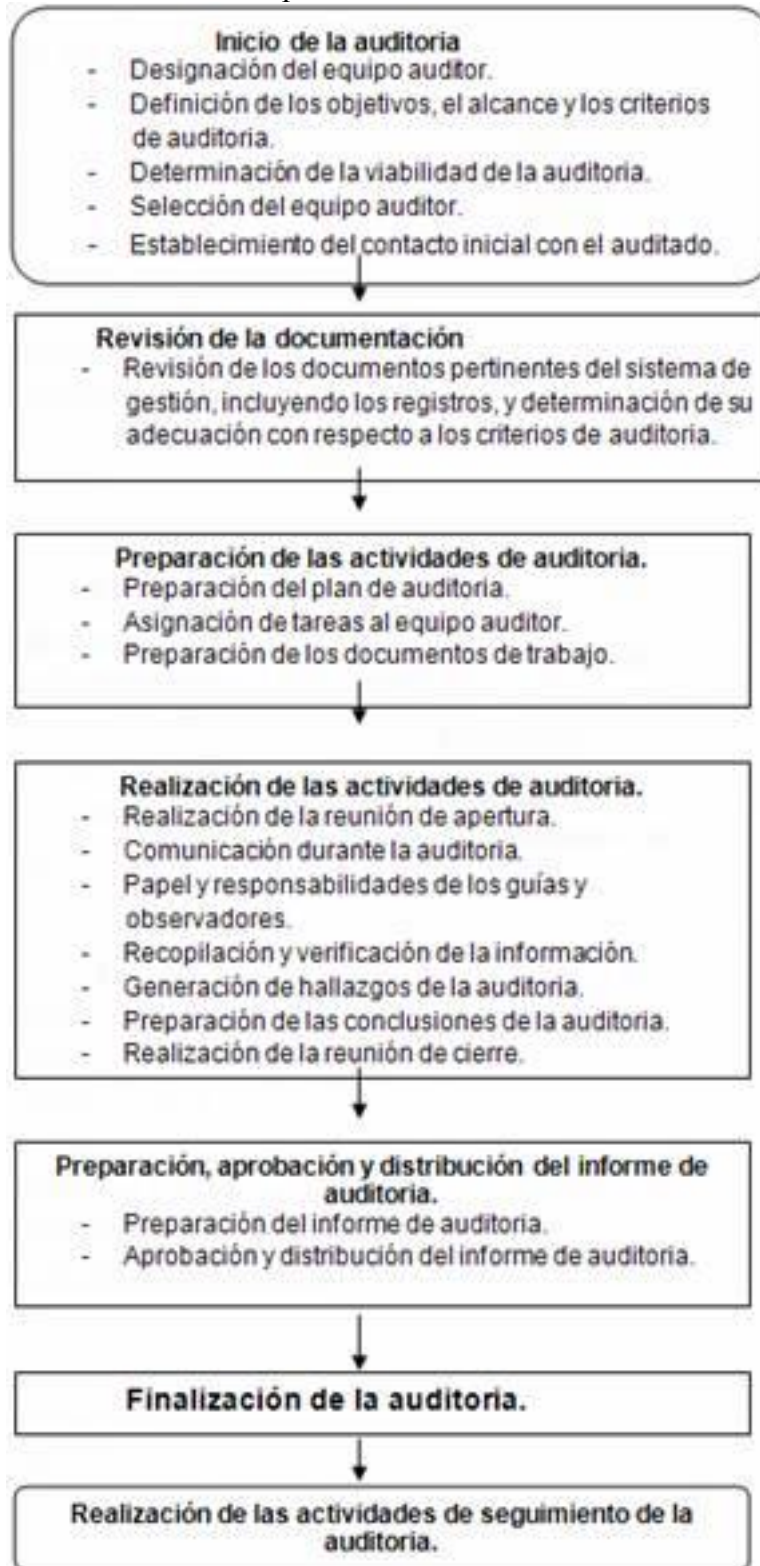 Inicio de la auditoria
- Designación del equipo auditor.
- Definición de los objetivos, el alcance y los criterios
de auditoria.
- Determinación de la viabilidad de la auditoria.
- Selección del equipo auditor.
- Establecimiento del contacto inicial con el auditado.
Revisión de la documentación
- Revisión de los documentos pertinentes del sistema de
gestión, incluyendo los registros, y determinación de su
adecuación con respecto a los criterios de auditoria.
Preparación de las actividades de auditoria.
- Preparación del plan de auditoria.
- Asignación de tareas al equipo auditor.
- Preparación de los documentos de trabajo.
Realización de las actividades de auditoria.
- Realización de la reunión de apertura.
- Comunicación durante la auditoria.
- Papel y responsabilidades de los guías y
observadores.
- Recopilación y verificación de la información.
- Generación de hallazgos de la auditoria.
- Preparación de las conclusiones de la auditoria.
- Realización de la reunión de cierre.
Preparación, aprobación y distribución del informe de
auditoria.
- Preparación del informe de auditoria.
- Aprobación y distribución del informe de auditoria.
Finalización de la auditoria.
Realización de las actividades de seguimiento de la
auditoria.